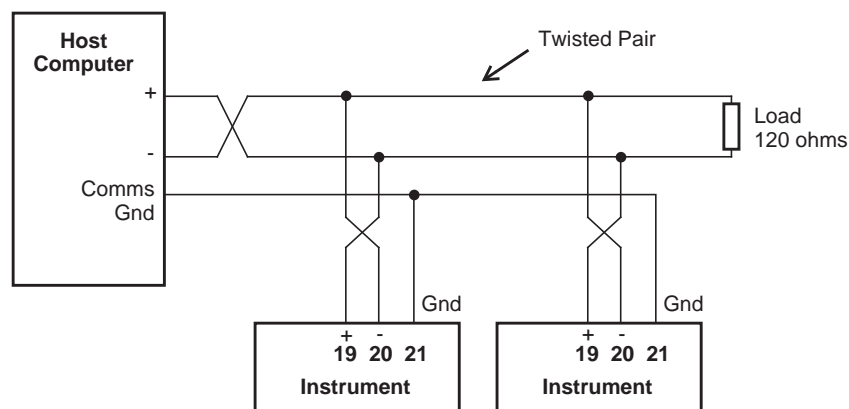 Host
Computer
Twisted Pair
+
-
Load
120 ohms
Comms
Gnd
Gnd
Gnd
+ -
19 20 21
Instrument
+ -
19 20 21
Instrument